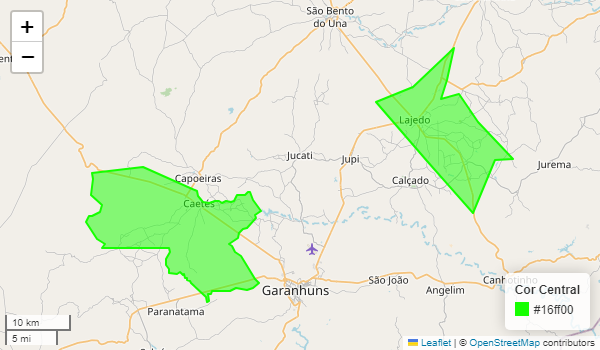 +
São Bento
do Una
−
Lajedo
Jucati
Jupi
Jurema
Capoeiras
Calçado
Caetés
São João
Canhotinho
Garanhuns
Angelim
Cor Central
#16ff00
Paranatama
10 km
5 mi
Leaflet | © OpenStreetMap contributors